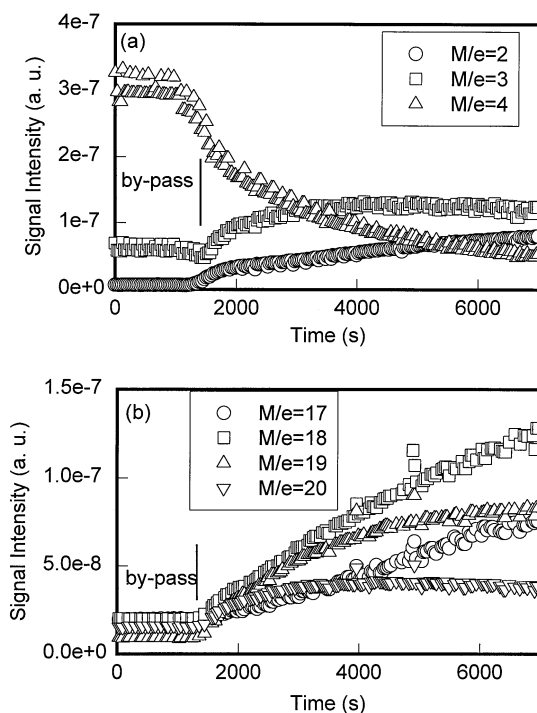 4e-7
(a)
M/e=2
M/e=3
M/e=4
3e-7
2e-7
by-pass
1e-7
0e+0
0
2000
4000
6000
Signal Intensity (a. u.)
Time (s)
1.5e-7
(b)
M/e=17
M/e=18
M/e=19
M/e=20
1.0e-7
5.0e-8
by-pass
0.0e+0
0
2000
4000
6000
Signal Intensity (a. u.)
Time (s)